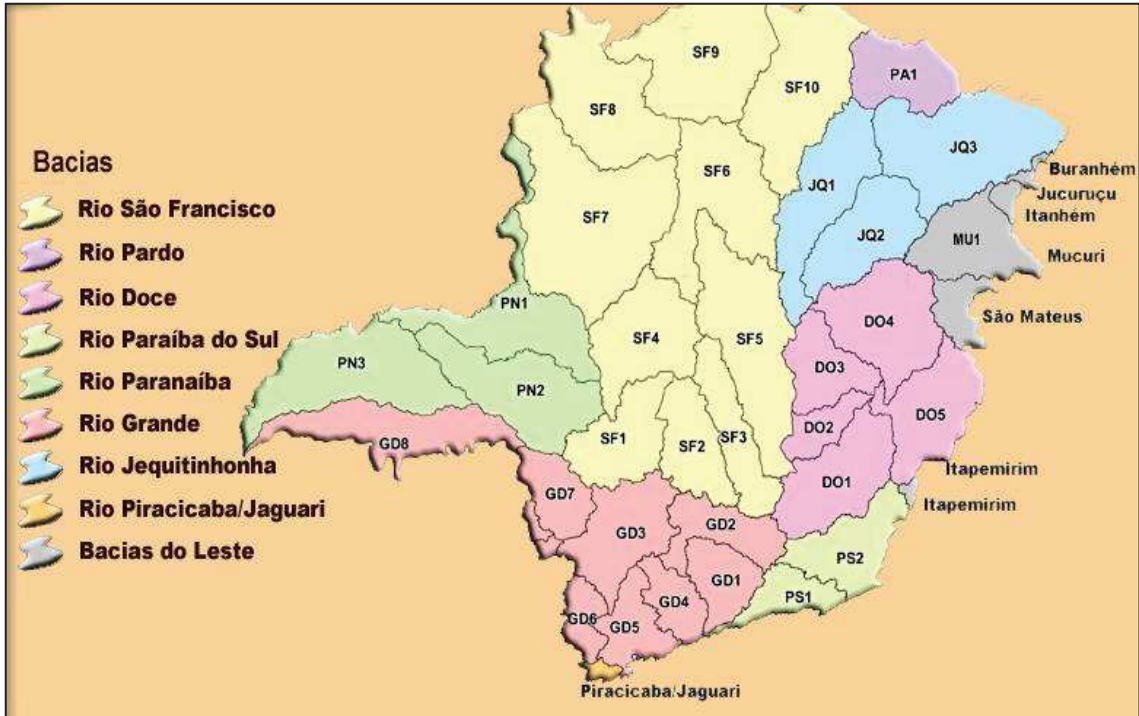 Bacias
Rio São Francisco
Rio Pardo
Rio Doce
Rio Paraíba do Sul
Rio Paranaíba
Rio Grande
Rio Jequitinhonha
Rio Piracicaba/Jaguari
Bacias do Leste
SF9
SF10
PA1
SF8
SF6
JQ1
JQ3
Buranhém
Jucuruçu
Itanhém
SF7
JQ2
MU1
Mucuri
PN1
DO4
São Mateus
SF4
SF5
PN3
PN2
DO3
DO5
SF1
SF2
SF3
DO2
GD8
Itapemirim
DO1
Itapemirim
GD7
GD3
GD2
PS2
GD1
PS1
GD4
GD6
GD5
Piracicaba/Jaguari